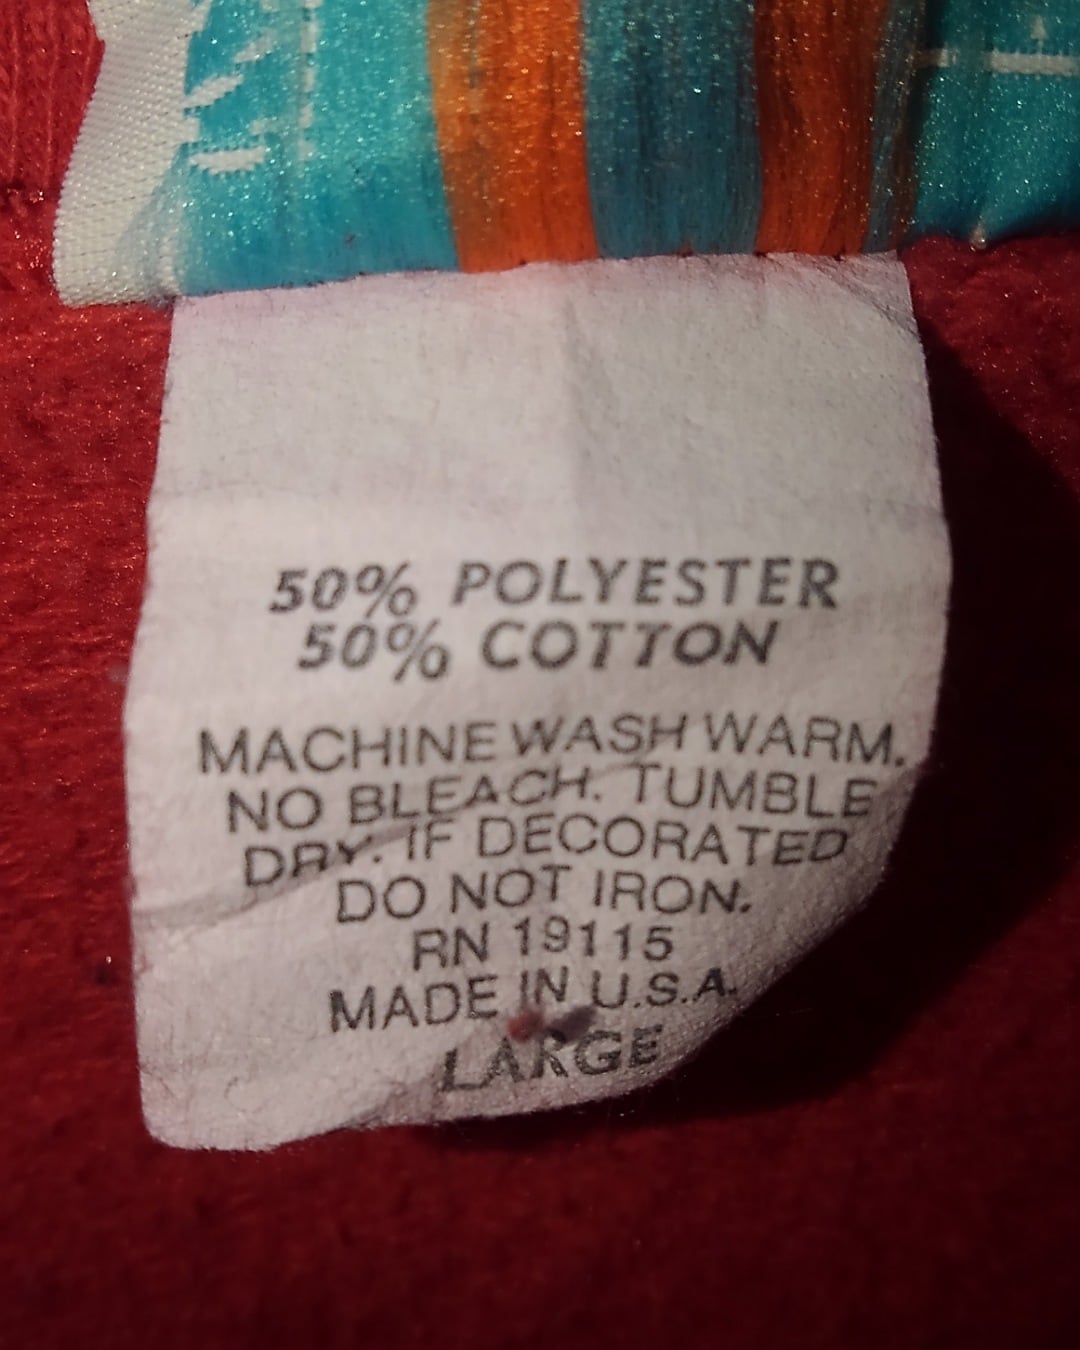 50% POLYESTER
50% COTTON
MACHINE WASH WARM.
NO BLEACH. TUMBLE
DRY. IF DECORATED
DO NOT IRON.
RN 19115
MADE IN U.S.A.
LARGE